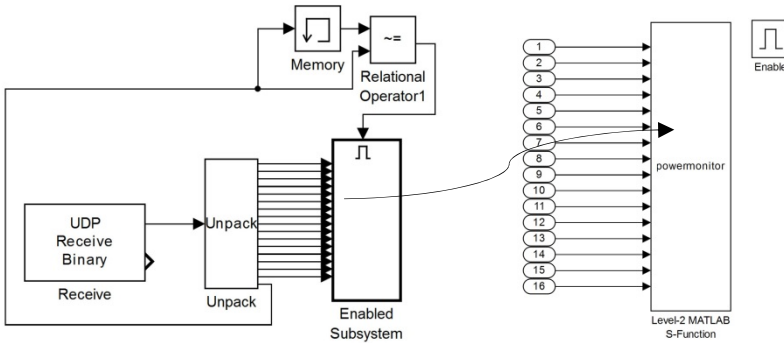 Memory
~=
Relational
Operator1
UDP
Receive
Binary
Receive
Unpack
Unpack
Enabled
Subsystem
1
2
3
4
5
6
7
8
9
10
11
12
13
14
15
16
powermonitor
Level-2 MATLAB
S-Function
Enable